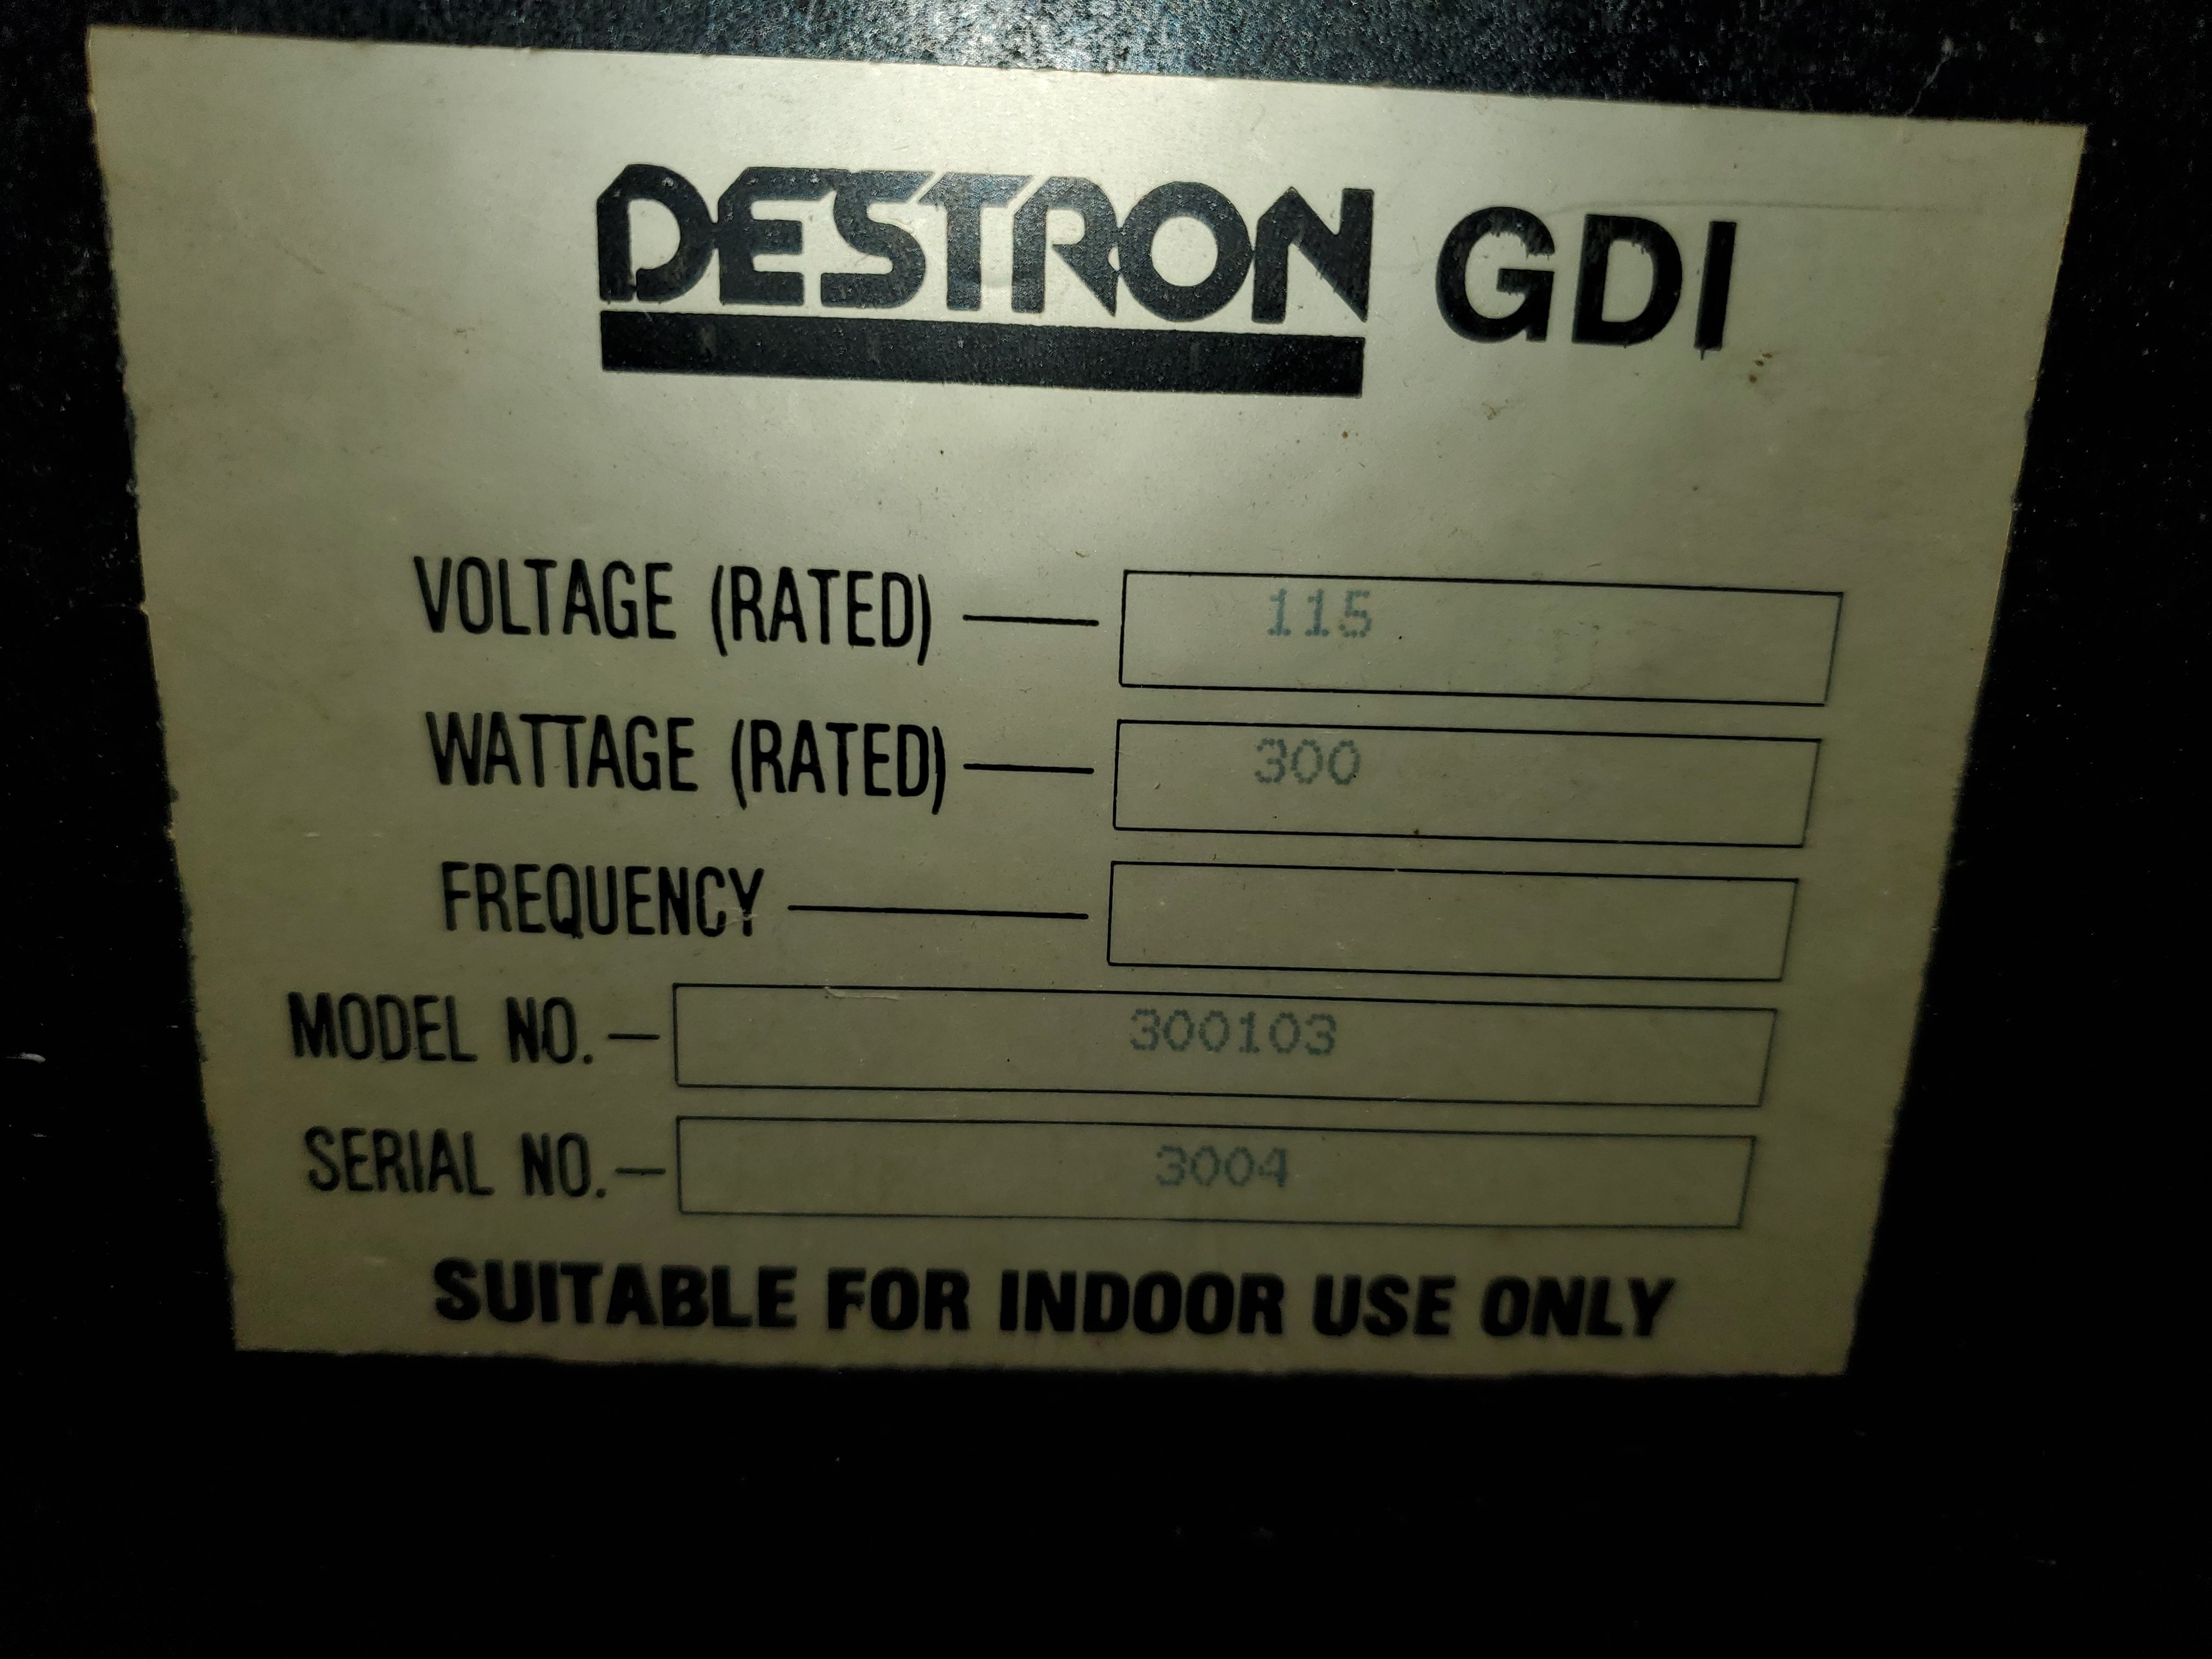 DESTRON GDI
VOLTAGE (RATED) — 115
WATTAGE (RATED) — 300
FREQUENCY —
MODEL NO. — 300103
SERIAL NO. — 3004
SUITABLE FOR INDOOR USE ONLY